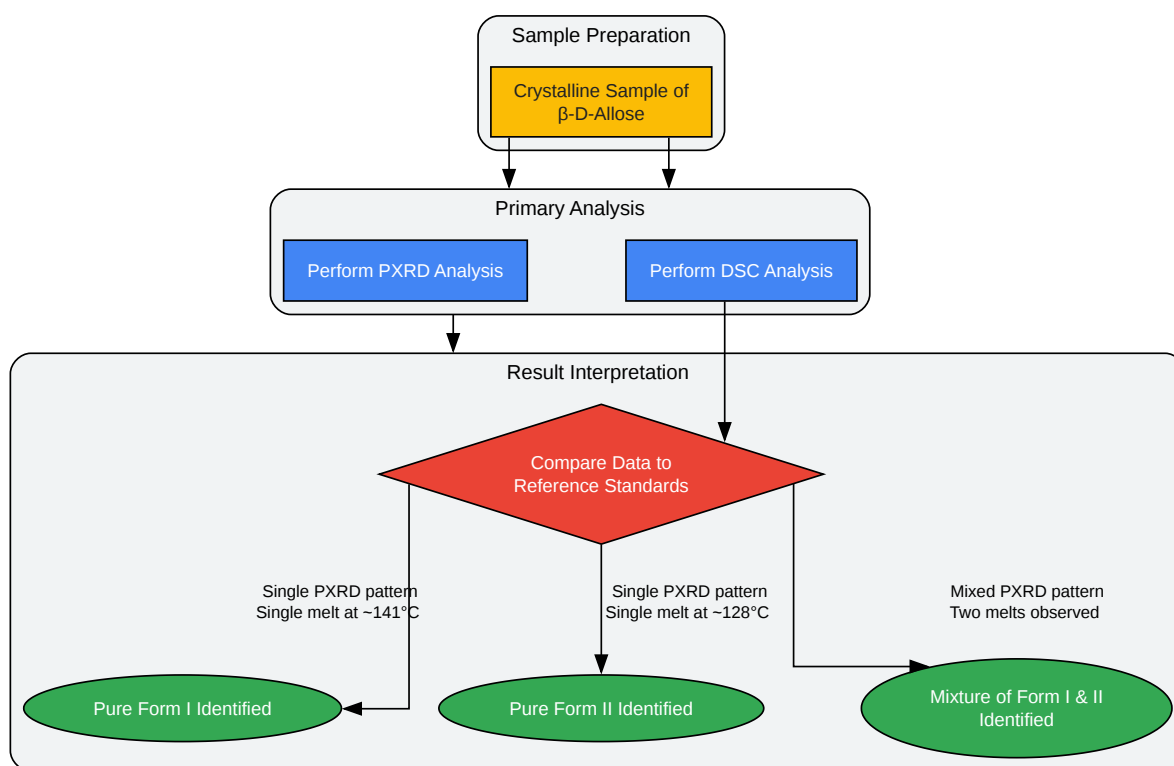 Sample Preparation
Crystalline Sample of
β-D-Allose
Primary Analysis
Perform PXRD Analysis
Perform DSC Analysis
Result Interpretation
Compare Data to
Reference Standards
Single PXRD pattern
Single melt at ~141°C
Single PXRD pattern
Single melt at ~128°C
Mixed PXRD pattern
Two melts observed
Pure Form I Identified
Pure Form II Identified
Mixture of Form I & II
Identified